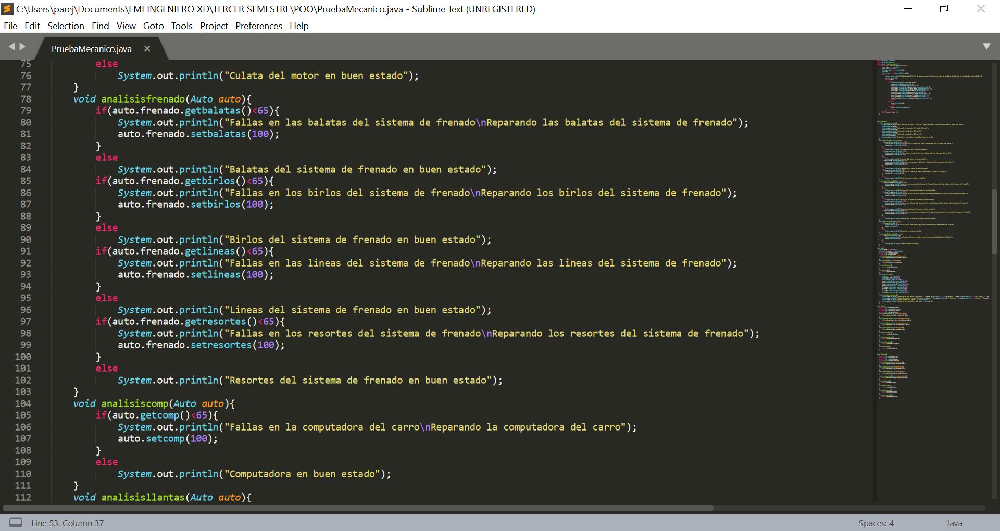 C:\Users\parej\Documents\EMI INGENIERO XD\TERCER SEMESTRE\POO\PruebaMecanico.java - Sublime Text (UNREGISTERED)
File Edit Selection Find View Goto Tools Project Preferences Help
PruebaMecanico.java ×
75 else
76 System.out.println("Culata del motor en buen estado");
77 }
78 void analisisfrenado(Auto auto){
79 if(auto.frenado.getbalatas()<65){
80 System.out.println("Fallas en las balatas del sistema de frenado\nReparando las balatas del sistema de frenado");
81 auto.frenado.setbalatas(100);
82 }
83 else
84 System.out.println("Balatas del sistema de frenado en buen estado");
85 if(auto.frenado.getbirlos()<65){
86 System.out.println("Fallas en los birlos del sistema de frenado\nReparando los birlos del sistema de frenado");
87 auto.frenado.setbirlos(100);
88 }
89 else
90 System.out.println("Birlos del sistema de frenado en buen estado");
91 if(auto.frenado.getlineas()<65){
92 System.out.println("Fallas en las lineas del sistema de frenado\nReparando las lineas del sistema de frenado");
93 auto.frenado.setlineas(100);
94 }
95 else
96 System.out.println("Lineas del sistema de frenado en buen estado");
97 if(auto.frenado.getresortes()<65){
98 System.out.println("Fallas en los resortes del sistema de frenado\nReparando los resortes del sistema de frenado");
99 auto.frenado.setresortes(100);
100 }
101 else
102 System.out.println("Resortes del sistema de frenado en buen estado");
103 }
104 void analisiscomp(Auto auto){
105 if(auto.getcomp()<65){
106 System.out.println("Fallas en la computadora del carro\nReparando la computadora del carro");
107 auto.setcomp(100);
108 }
109 else
110 System.out.println("Computadora en buen estado");
111 }
112 void analisisllantas(Auto auto){
Line 53, Column 37
Spaces: 4
Java